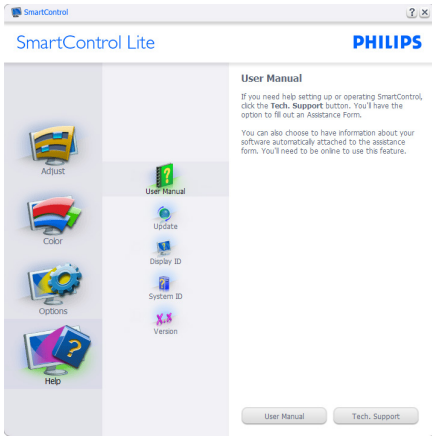 SmartControl
? ×
SmartControl Lite
PHILIPS
Adjust
Color
Options
Help
User Manual
Update
Display ID
System ID
X.X
Version
User Manual
If you need help setting up or operating SmartControl,
click the Tech. Support button. You'll have the
option to fill out an Assistance Form.
You can also choose to have information about your
software automatically attached to the assistance
form. You'll need to be online to use this feature.
User Manual
Tech. Support